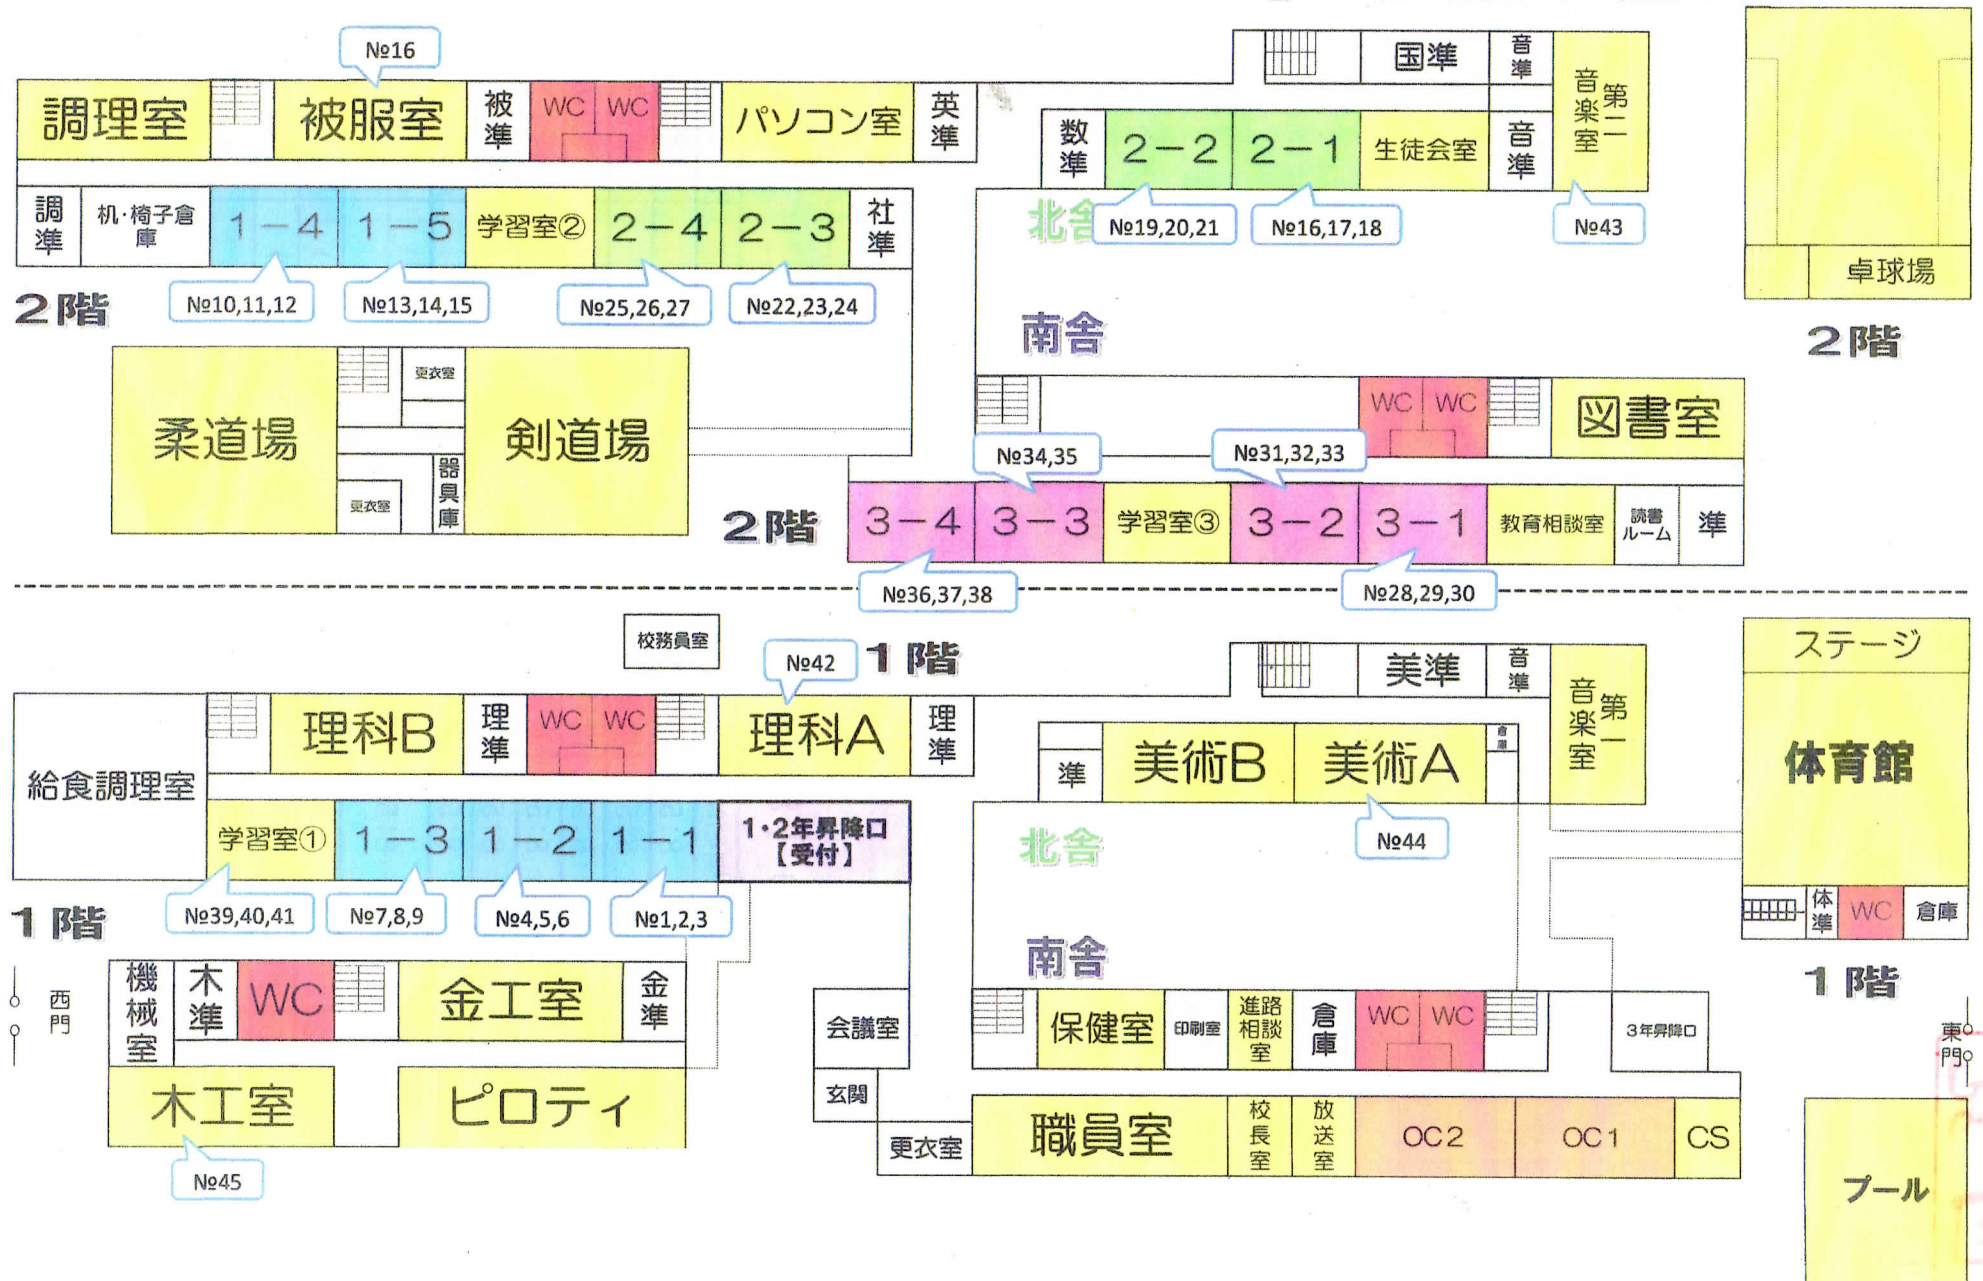 №16
国準
音準
第二音楽室
調理室
被服室
被準
WC
WC
パソコン室
英準
数準
2－2
2－1
生徒会室
音準
調準
机・椅子倉庫
1－4
1－5
学習室②
2－4
2－3
社準
北舎
№19,20,21
№16,17,18
№43
卓球場
2階
№10,11,12
№13,14,15
№25,26,27
№22,23,24
南舎
2階
柔道場
更衣室
更衣室
器具庫
剣道場
WC
WC
図書室
№34,35
№31,32,33
2階
3－4
3－3
学習室③
3－2
3－1
教育相談室
読書ルーム
準
№36,37,38
№28,29,30
校務員室
№42
1階
美準
音準
第一音楽室
ステージ
体育館
給食調理室
理科B
理準
WC
WC
理科A
理準
準
美術B
美術A
倉庫
学習室①
1－3
1－2
1－1
1・2年昇降口
【受付】
北舎
№44
体準
WC
倉庫
1階
№39,40,41
№7,8,9
№4,5,6
№1,2,3
南舎
1階
西門
機械室
木準
WC
金工室
金準
会議室
保健室
印刷室
進路相談室
倉庫
WC
WC
3年昇降口
東門
木工室
ピロティ
玄関
更衣室
職員室
校長室
放送室
OC2
OC1
CS
プール
№45